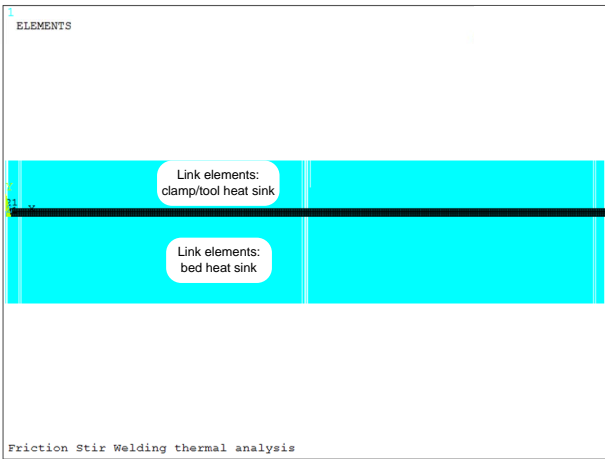 1
ELEMENTS
Link elements:
clamp/tool heat sink
Link elements:
bed heat sink
Friction Stir Welding thermal analysis